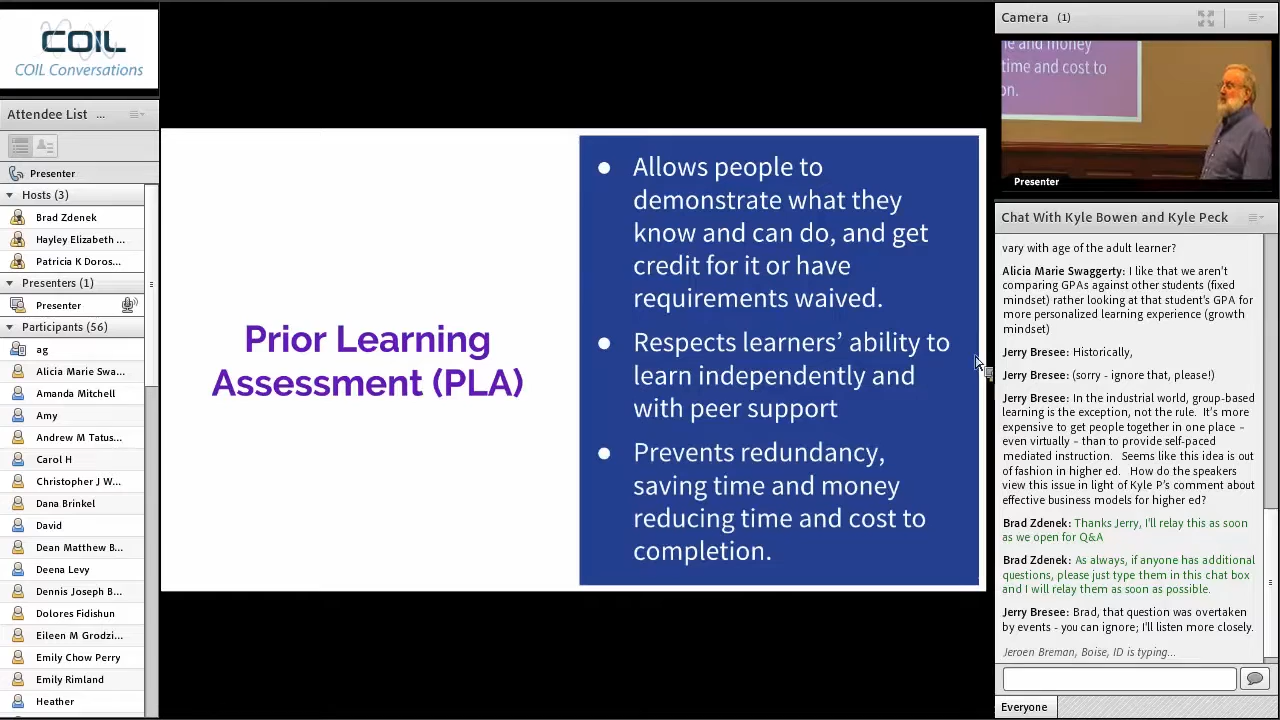 COIL
COIL Conversations
Attendee List ...
Presenter
Hosts (3)
Brad Zdenek
Hayley Elizabeth ...
Patricia K Doros...
Presenters (1)
Presenter
Participants (56)
ag
Alicia Marie Swa...
Amanda Mitchell
Amy
Andrew M Tatus...
Carol H
Christopher J W...
Dana Brinkel
David
Dean Matthew B...
Deena Levy
Dennis Joseph B...
Dolores Fidishun
Eileen M Grodzi...
Emily Chow Perry
Emily Rimland
Heather
Prior Learning
Assessment (PLA)
● Allows people to
demonstrate what they
know and can do, and get
credit for it or have
requirements waived.
● Respects learners’ ability to
learn independently and
with peer support
● Prevents redundancy,
saving time and money
reducing time and cost to
completion.
Camera (1)
me and money
time and cost to
on.
Presenter
Chat With Kyle Bowen and Kyle Peck
vary with age of the adult learner?
Alicia Marie Swaggerty: I like that we aren't
comparing GPAs against other students (fixed
mindset) rather looking at that student's GPA for
more personalized learning experience (growth
mindset)
Jerry Bresee: Historically,
Jerry Bresee: (sorry - ignore that, please!)
Jerry Bresee: In the industrial world, group-based
learning is the exception, not the rule. It's more
expensive to get people together in one place –
even virtually – than to provide self-paced
mediated instruction. Seems like this idea is out
of fashion in higher ed. How do the speakers
view this issue in light of Kyle P's comment about
effective business models for higher ed?
Brad Zdenek: Thanks Jerry, I'll relay this as soon
as we open for Q&A
Brad Zdenek: As always, if anyone has additional
questions, please just type them in this chat box
and I will relay them as soon as possible.
Jerry Bresee: Brad, that question was overtaken
by events - you can ignore; I'll listen more closely.
Jeroen Breman, Boise, ID is typing...
Everyone